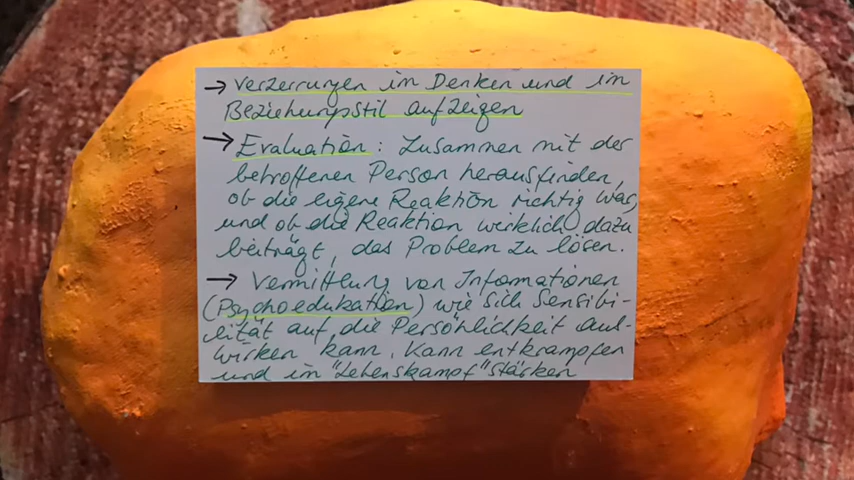 → Verzerrungen im Denken und im
Beziehungsstil aufzeigen
→ Evaluation: Zusammen mit der
betroffenen Person herausfinden,
ob die eigene Reaktion richtig war,
und ob die Reaktion wirklich dazu
beiträgt, das Problem zu lösen.
→ Vermittlung von Informationen
(Psychoedukation) wie sich Sensibi-
lität auf die Persönlichkeit aus-
wirken kann. Kann entkrampfen
und im "Lebenskampf" stärken